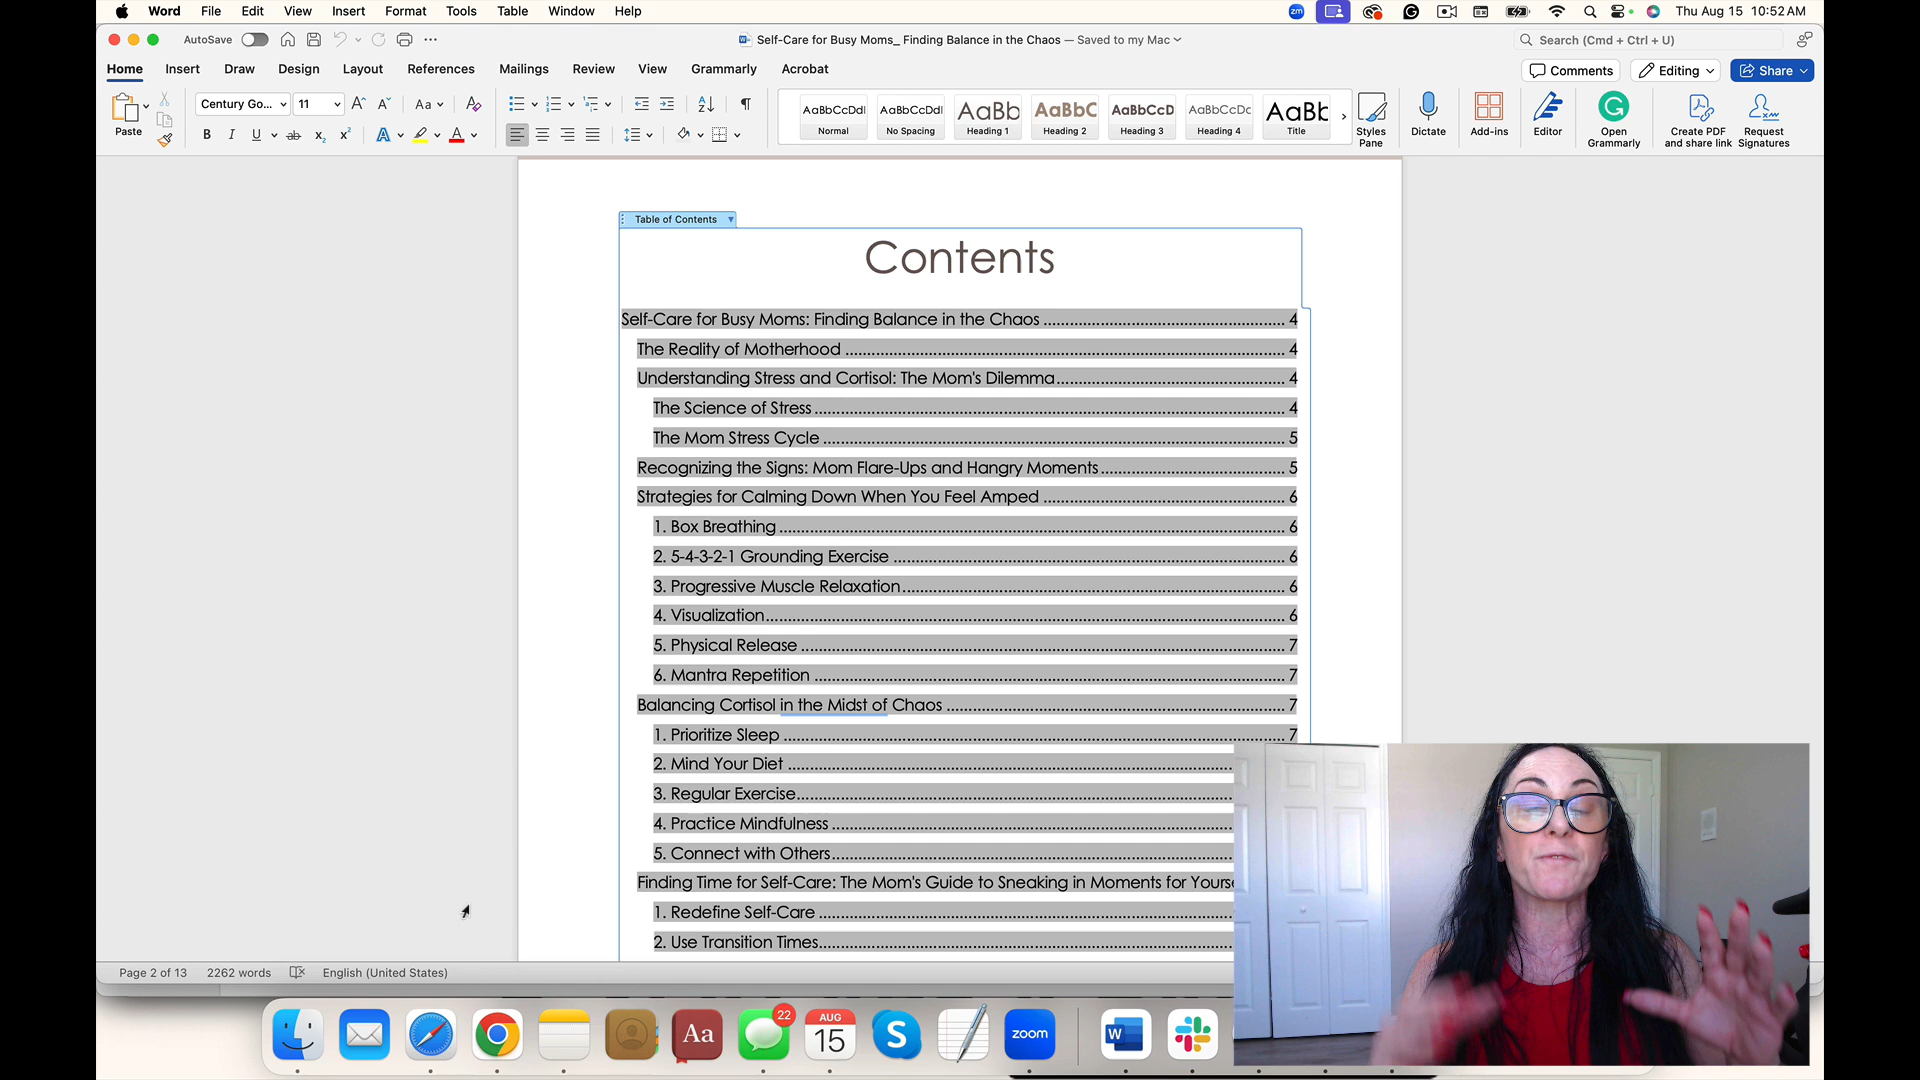 Word File Edit View Insert Format Tools Table Window Help Thu Aug 15 10:52 AM
AutoSave Self-Care for Busy Moms_ Finding Balance in the Chaos — Saved to my Mac Search (Cmd + Ctrl + U)
Home Insert Draw Design Layout References Mailings Review View Grammarly Acrobat Comments Editing Share
Paste Century Go... 11 Aa
AaBbCcDdI AaBbCcDdI AaBb AaBbC AaBbCcD AaBbCcDc AaBb
Normal No Spacing Heading 1 Heading 2 Heading 3 Heading 4 Title
Styles Pane Dictate Add-ins Editor Open Grammarly Create PDF and share link Request Signatures
Table of Contents
Contents
Self-Care for Busy Moms: Finding Balance in the Chaos 4
The Reality of Motherhood 4
Understanding Stress and Cortisol: The Mom's Dilemma 4
The Science of Stress 4
The Mom Stress Cycle 5
Recognizing the Signs: Mom Flare-Ups and Hangry Moments 5
Strategies for Calming Down When You Feel Amped 6
1. Box Breathing 6
2. 5-4-3-2-1 Grounding Exercise 6
3. Progressive Muscle Relaxation 6
4. Visualization 6
5. Physical Release 7
6. Mantra Repetition 7
Balancing Cortisol in the Midst of Chaos 7
1. Prioritize Sleep 7
2. Mind Your Diet
3. Regular Exercise
4. Practice Mindfulness
5. Connect with Others
Finding Time for Self-Care: The Mom's Guide to Sneaking in Moments for Yourse
1. Redefine Self-Care
2. Use Transition Times
Page 2 of 13 2262 words English (United States)
Aa 22 AUG 15 S zoom W